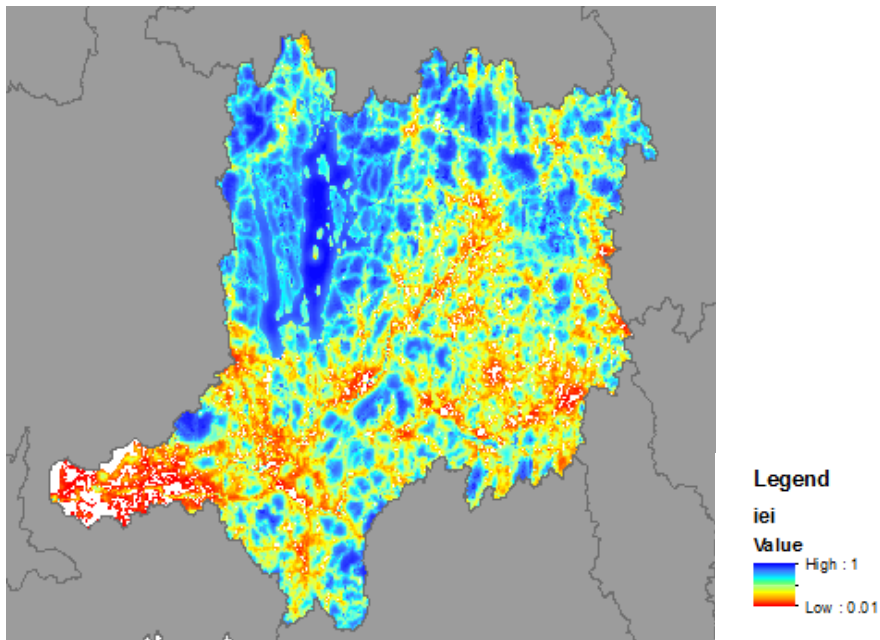 Legend
iei
Value
High : 1
Low : 0.01